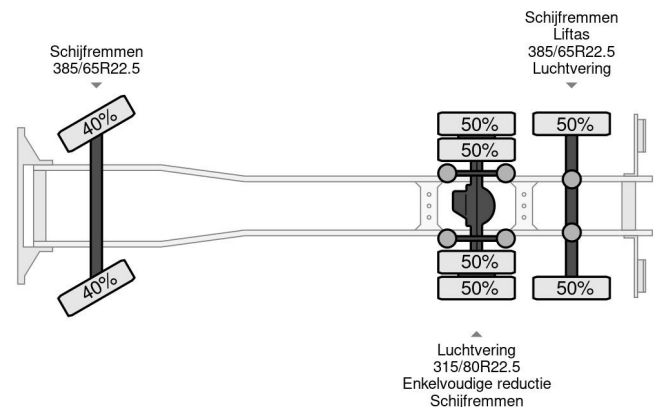 Schijfremmen
Liftas
385/65R22.5
Luchtvering
Schijfremmen
385/65R22.5
40%
50%
50%
50%
40%
50%
50%
50%
Luchtvering
315/80R22.5
Enkelvoudige reductie
Schijfremmen